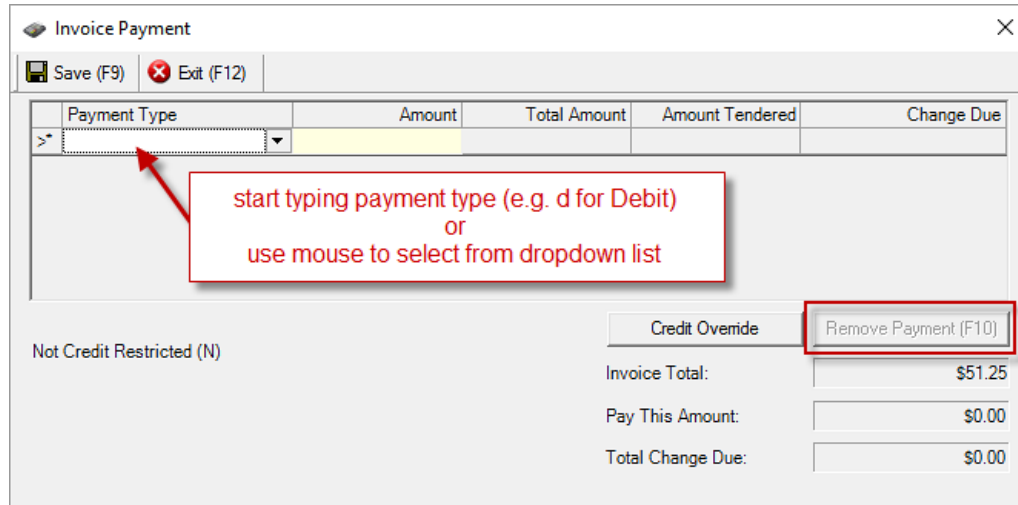 Invoice Payment
Save (F9) Exit (F12)
Payment Type Amount Total Amount Amount Tendered Change Due
>*
start typing payment type (e.g. d for Debit)
or
use mouse to select from dropdown list
Credit Override Remove Payment (F10)
Not Credit Restricted (N)
Invoice Total: $51.25
Pay This Amount: $0.00
Total Change Due: $0.00